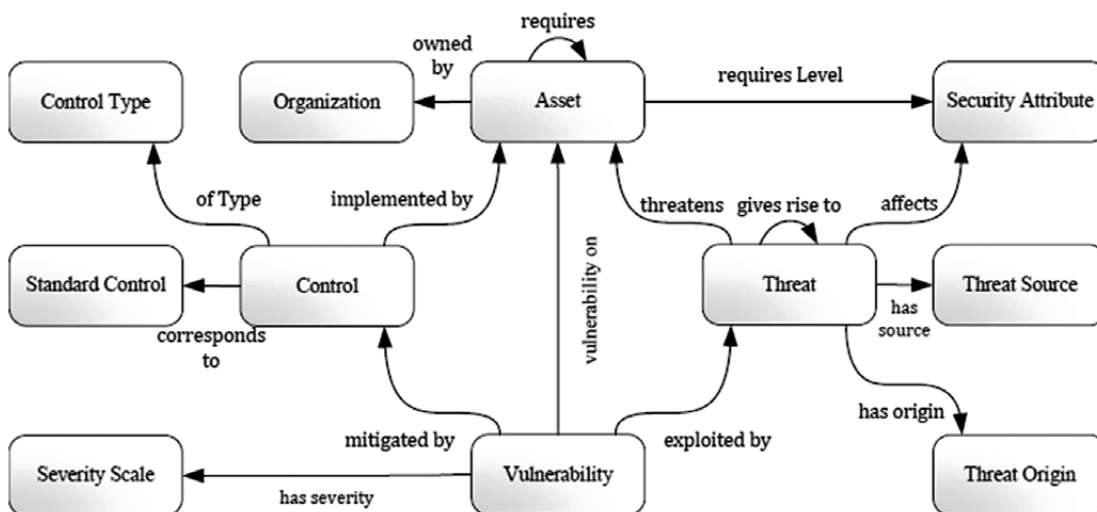 requires
owned
by
requires Level
Control Type
Organization
Asset
Security Attribute
of Type
implemented by
threatens
gives rise to
affects
vulnerability on
Standard Control
Control
Threat
Threat Source
has
source
corresponds
to
has origin
mitigated by
exploited by
Severity Scale
has severity
Vulnerability
Threat Origin